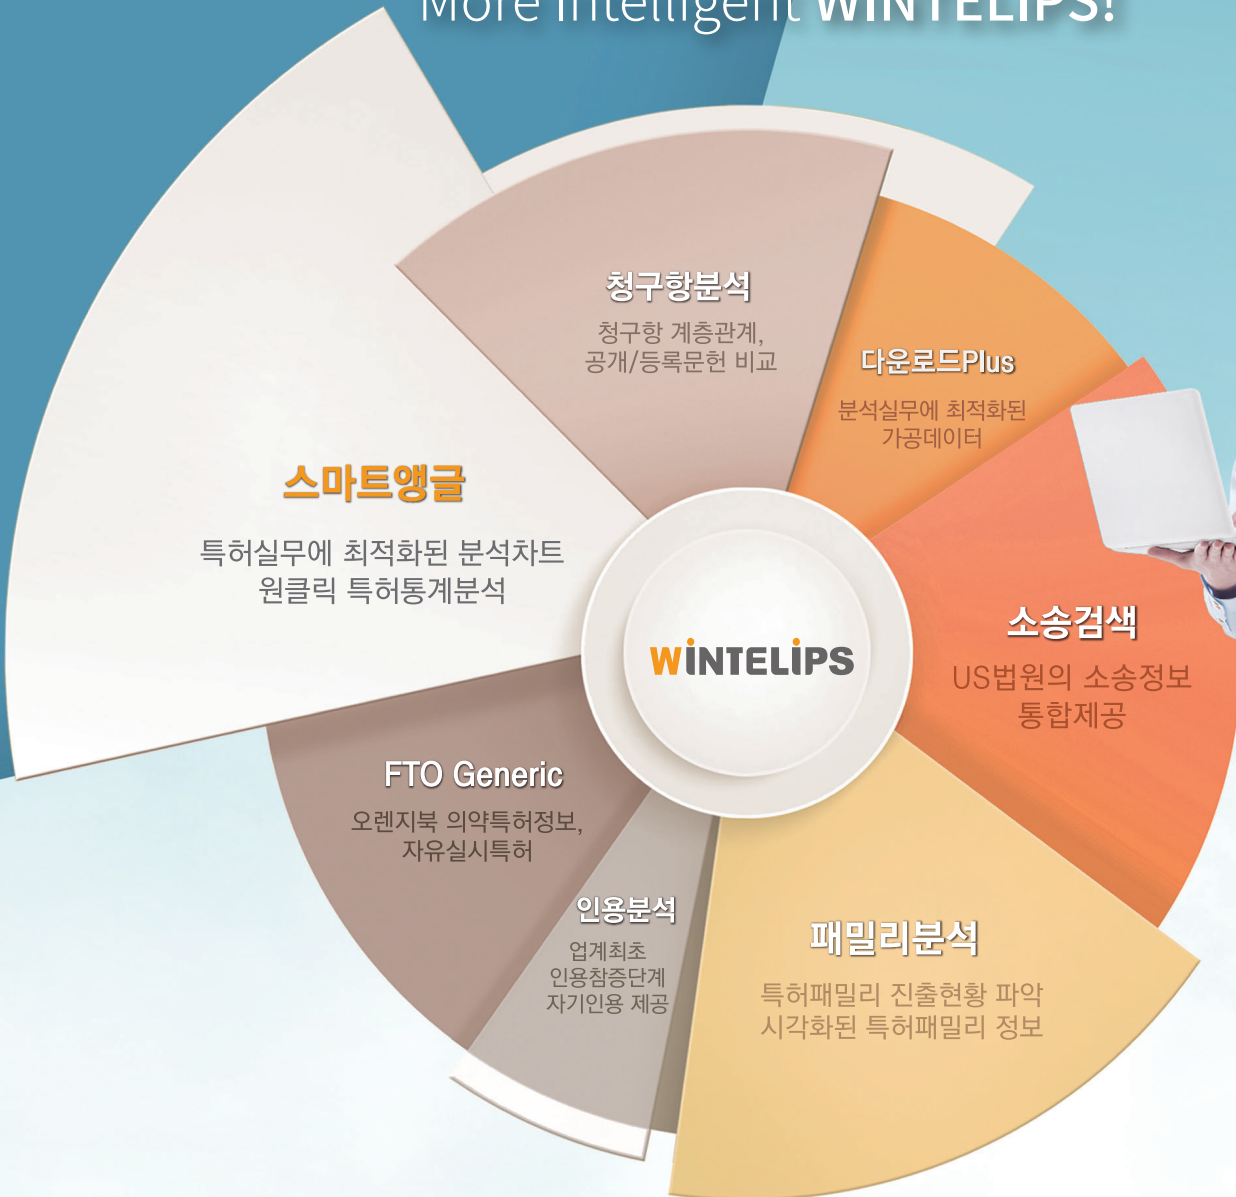 More Intelligent WINTELIPS!
청구항분석
청구항 계층관계,
공개/등록문헌 비교
다운로드Plus
분석실무에 최적화된
가공데이터
스마트앵글
특허실무에 최적화된 분석차트
원클릭 특허통계분석
소송검색
US법원의 소송정보
통합제공
WiNTELiPS
FTO Generic
오렌지북 의약특허정보,
자유실시특허
인용분석
업계최초
인용참증단계
자기인용 제공
패밀리분석
특허패밀리 진출현황 파악
시각화된 특허패밀리 정보